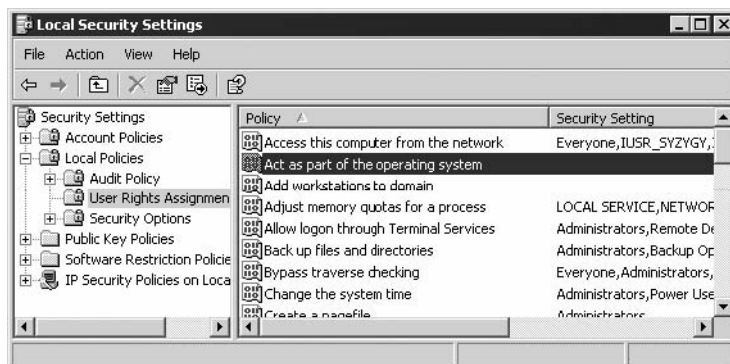 Local Security Settings
File Action View Help
Security Settings
Account Policies
Local Policies
Audit Policy
User Rights Assignmen
Security Options
Public Key Policies
Software Restriction Policie
IP Security Policies on Loca
Policy Security Setting
Access this computer from the network Everyone,IUSR_SYZYGY,
Act as part of the operating system
Add workstations to domain
Adjust memory quotas for a process LOCAL SERVICE,NETWOR
Allow logon through Terminal Services Administrators,Remote De
Back up files and directories Administrators,Backup Op
Bypass traverse checking Everyone,Administrators,
Change the system time Administrators,Power Use
Create a pagefile Administrators